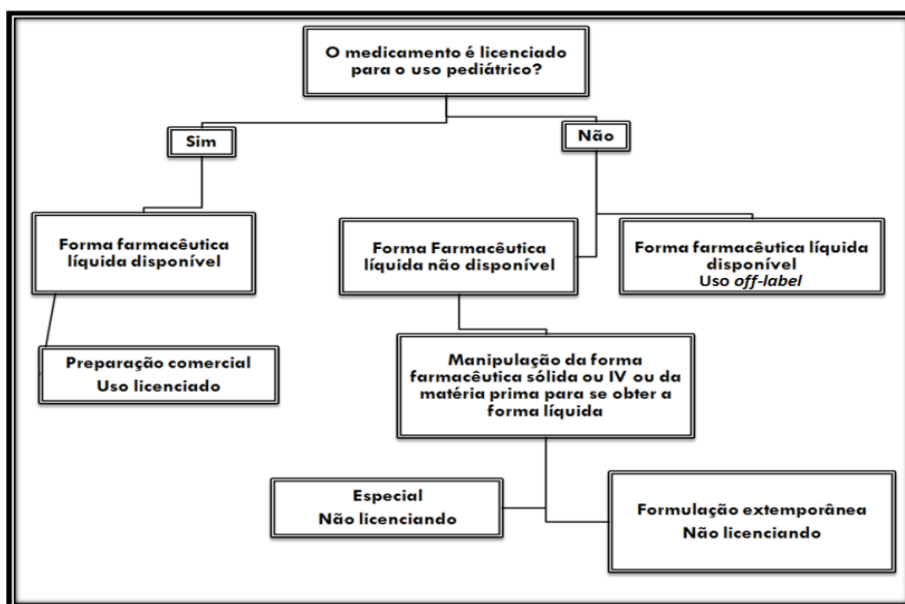 O medicamento é licenciado
para o uso pediátrico?
Sim
Não
Forma farmacêutica
líquida disponível
Forma Farmacêutica
líquida não disponível
Forma farmacêutica líquida
disponível
Uso off-label
Preparação comercial
Uso licenciado
Manipulação da forma
farmacêutica sólida ou IV ou da
matéria prima para se obter a
forma líquida
Especial
Não licenciando
Formulação extemporânea
Não licenciando